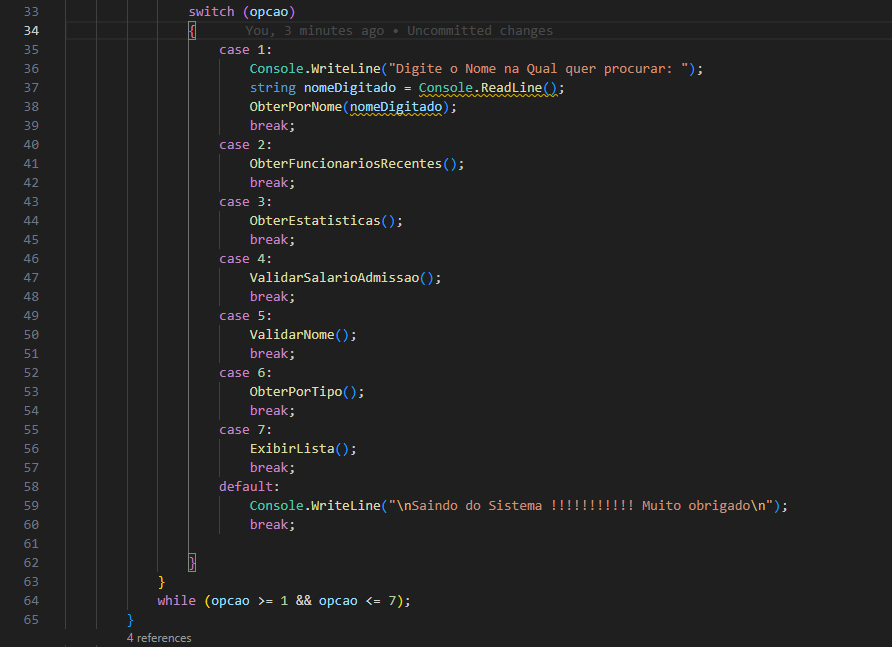 33 switch (opcao)
34 { You, 3 minutes ago • Uncommitted changes
35 case 1:
36 Console.WriteLine("Digite o Nome na Qual quer procurar: ");
37 string nomeDigitado = Console.ReadLine();
38 ObterPorNome(nomeDigitado);
39 break;
40 case 2:
41 ObterFuncionariosRecentes();
42 break;
43 case 3:
44 ObterEstatisticas();
45 break;
46 case 4:
47 ValidarSalarioAdmissao();
48 break;
49 case 5:
50 ValidarNome();
51 break;
52 case 6:
53 ObterPorTipo();
54 break;
55 case 7:
56 ExibirLista();
57 break;
58 default:
59 Console.WriteLine("\nSaindo do Sistema !!!!!!!!!!! Muito obrigado\n");
60 break;
61
62 }
63 }
64 while (opcao >= 1 && opcao <= 7);
65 }
4 references